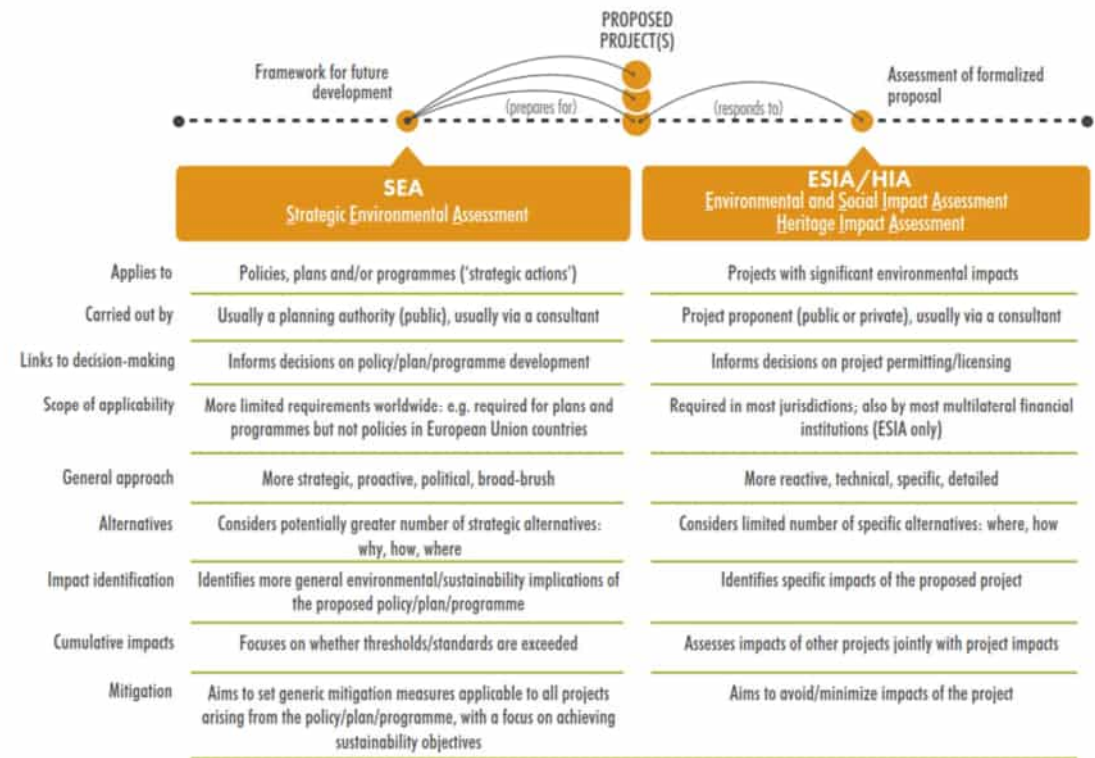 PROPOSED
PROJECT(S)
Framework for future
development
Assessment of formalized
proposal
(prepares for)
(responds to)
SEA
Strategic Environmental Assessment
ESIA/HIA
Environmental and Social Impact Assessment
Heritage Impact Assessment
Applies to
Policies, plans and/or programmes (‘strategic actions’)
Projects with significant environmental impacts
Carried out by
Usually a planning authority (public), usually via a consultant
Project proponent (public or private), usually via a consultant
Links to decision-making
Informs decisions on policy/plan/programme development
Informs decisions on project permitting/licensing
Scope of applicability
More limited requirements worldwide: e.g. required for plans and
programmes but not policies in European Union countries
Required in most jurisdictions; also by most multilateral financial
institutions (ESIA only)
General approach
More strategic, proactive, political, broad-brush
More reactive, technical, specific, detailed
Alternatives
Considers potentially greater number of strategic alternatives:
why, how, where
Considers limited number of specific alternatives: where, how
Impact identification
Identifies more general environmental/sustainability implications of
the proposed policy/plan/programme
Identifies specific impacts of the proposed project
Cumulative impacts
Focuses on whether thresholds/standards are exceeded
Assesses impacts of other projects jointly with project impacts
Mitigation
Aims to set generic mitigation measures applicable to all projects
arising from the policy/plan/programme, with a focus on achieving
sustainability objectives
Aims to avoid/minimize impacts of the project